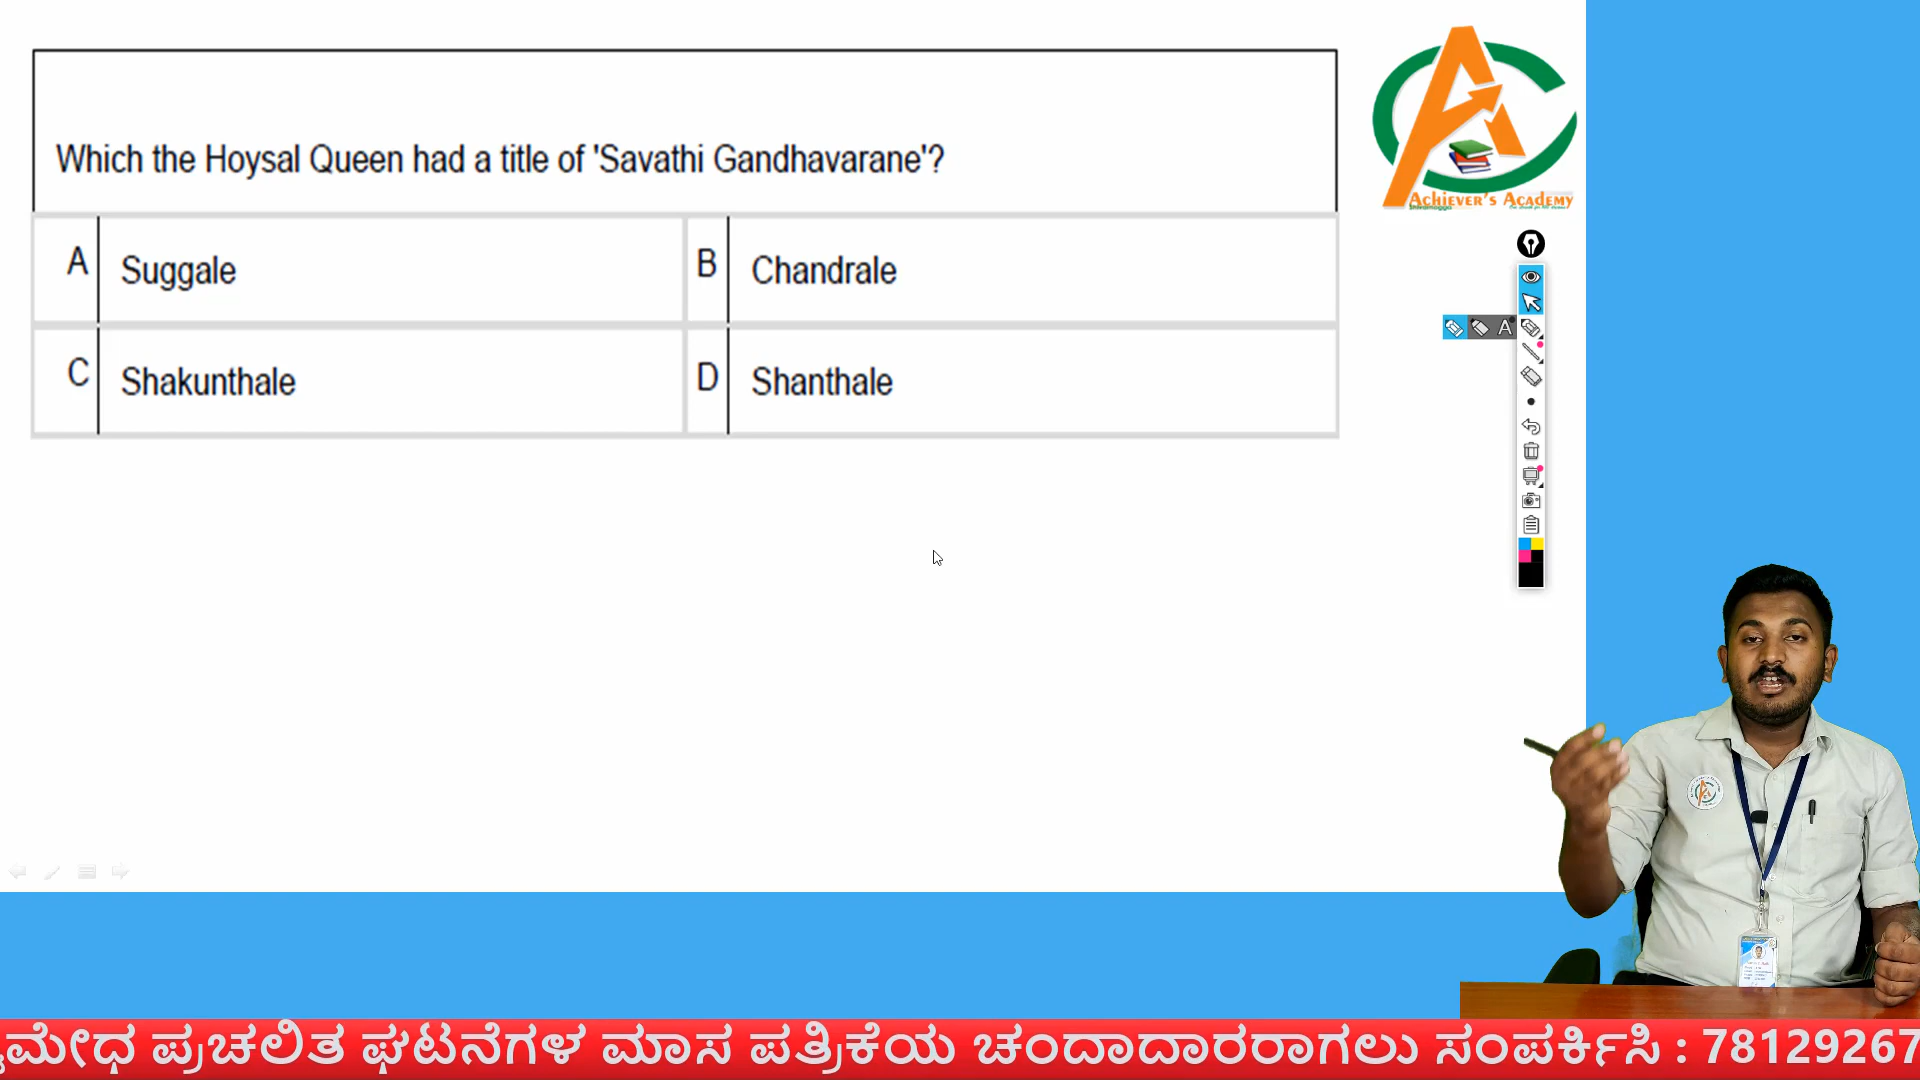 Which the Hoysal Queen had a title of 'Savathi Gandhavarane'?
A Suggale
B Chandrale
C Shakunthale
D Shanthale
ACHIEVER'S ACADEMY
Shivamogga
A
ಮೇಧ ಪ್ರಚಲಿತ ಘಟನೆಗಳ ಮಾಸ ಪತ್ರಿಕೆಯ ಚಂದಾದಾರರಾಗಲು ಸಂಪರ್ಕಿಸಿ : 78129267